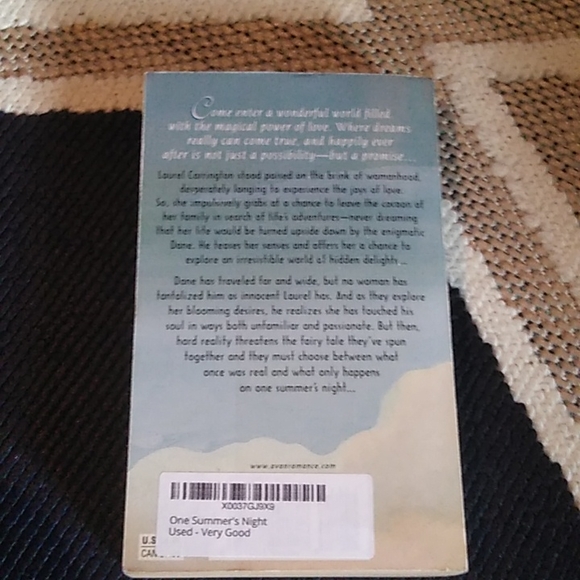 Come enter a wonderful world filled
with the magical power of love. Where dreams
really can come true, and happily ever
after is not just a possibility—but a promise...
Laurel Carrington stood poised on the brink of womanhood,
desperately longing to experience the joys of love.
So, she impulsively grabs at a chance to leave the cocoon of
her family in search of life's adventures—never dreaming
that her life would be turned upside down by the enigmatic
Dane. He teases her senses and offers her a chance to
explore an irresistible world of hidden delights ...
Dane has traveled far and wide, but no woman has
tantalized him as innocent Laurel has. And as they explore
her blooming desires, he realizes she has touched his
soul in ways both unfamiliar and passionate. But then,
hard reality threatens the fairy tale they've spun
together and they must choose between what
once was real and what only happens
on one summer's night....
www.avonromance.com
X0037GJ9X9
One Summer's Night
Used - Very Good
U.S
CAN